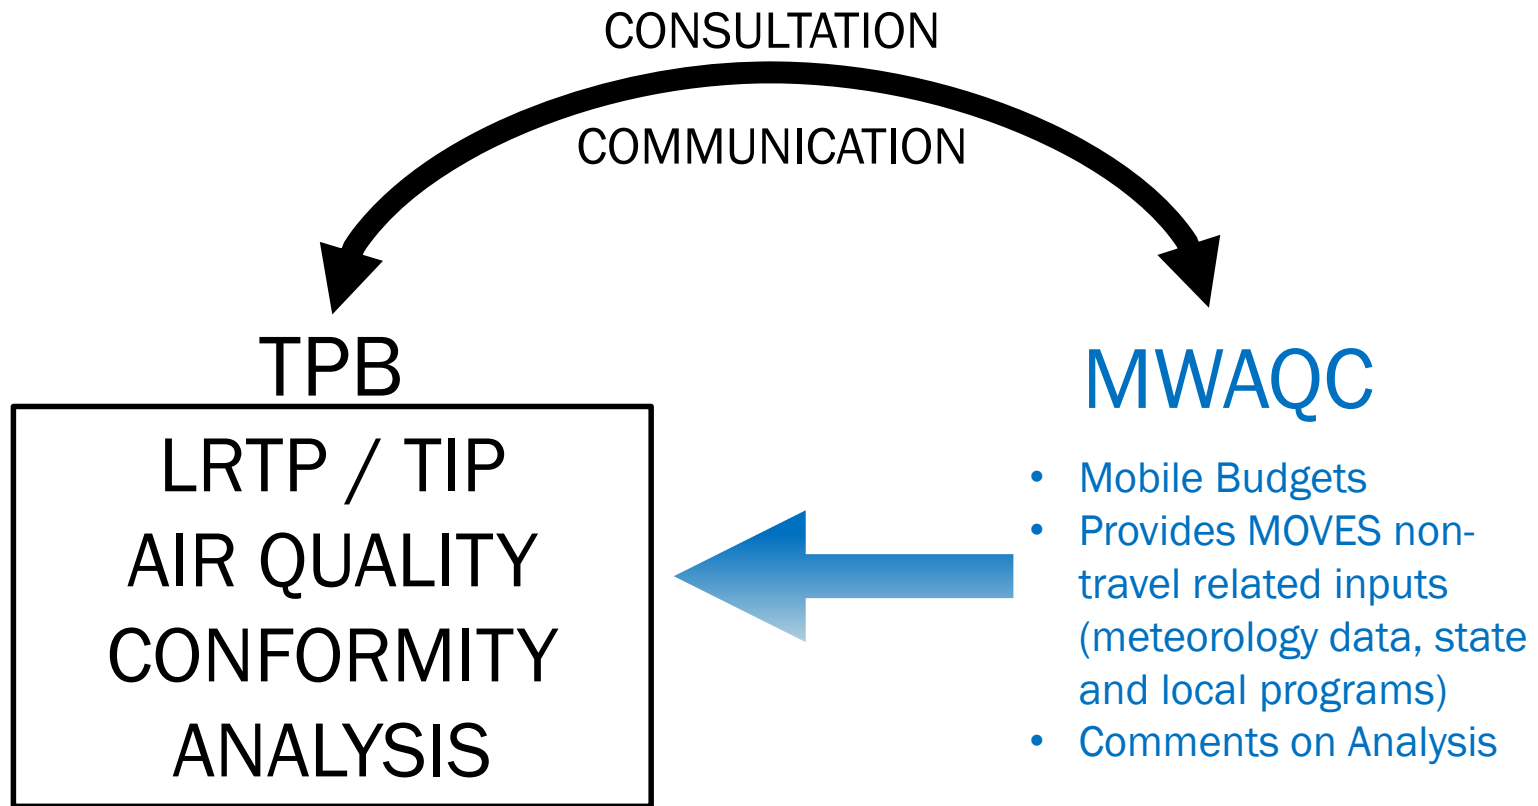 CONSULTATION
COMMUNICATION
TPB
LRTP / TIP
AIR QUALITY
CONFORMITY
ANALYSIS
MWAQC
• Mobile Budgets
• Provides MOVES non-
travel related inputs
(meteorology data, state
and local programs)
• Comments on Analysis